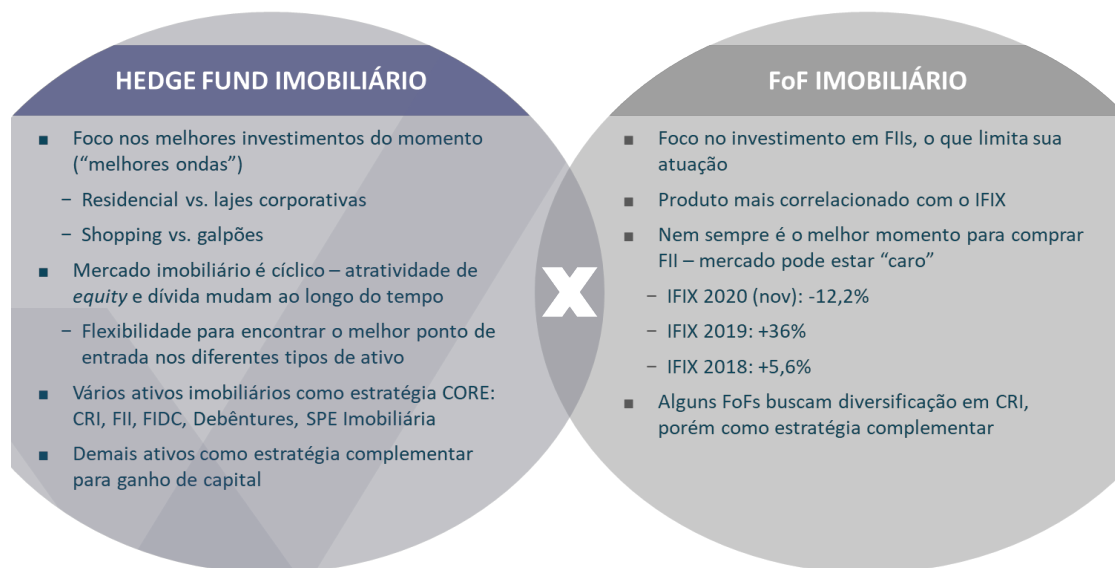 HEDGE FUND IMOBILIÁRIO
■ Foco nos melhores investimentos do momento
(“melhores ondas”)
– Residencial vs. lajes corporativas
– Shopping vs. galpões
■ Mercado imobiliário é cíclico – atratividade de
equity e dívida mudam ao longo do tempo
– Flexibilidade para encontrar o melhor ponto de
entrada nos diferentes tipos de ativo
■ Vários ativos imobiliários como estratégia CORE:
CRI, FII, FIDC, Debêntures, SPE Imobiliária
■ Demais ativos como estratégia complementar
para ganho de capital
X
FoF IMOBILIÁRIO
■ Foco no investimento em FIIs, o que limita sua
atuação
■ Produto mais correlacionado com o IFIX
■ Nem sempre é o melhor momento para comprar
FII – mercado pode estar “caro”
– IFIX 2020 (nov): -12,2%
– IFIX 2019: +36%
– IFIX 2018: +5,6%
■ Alguns FoFs buscam diversificação em CRI,
porém como estratégia complementar